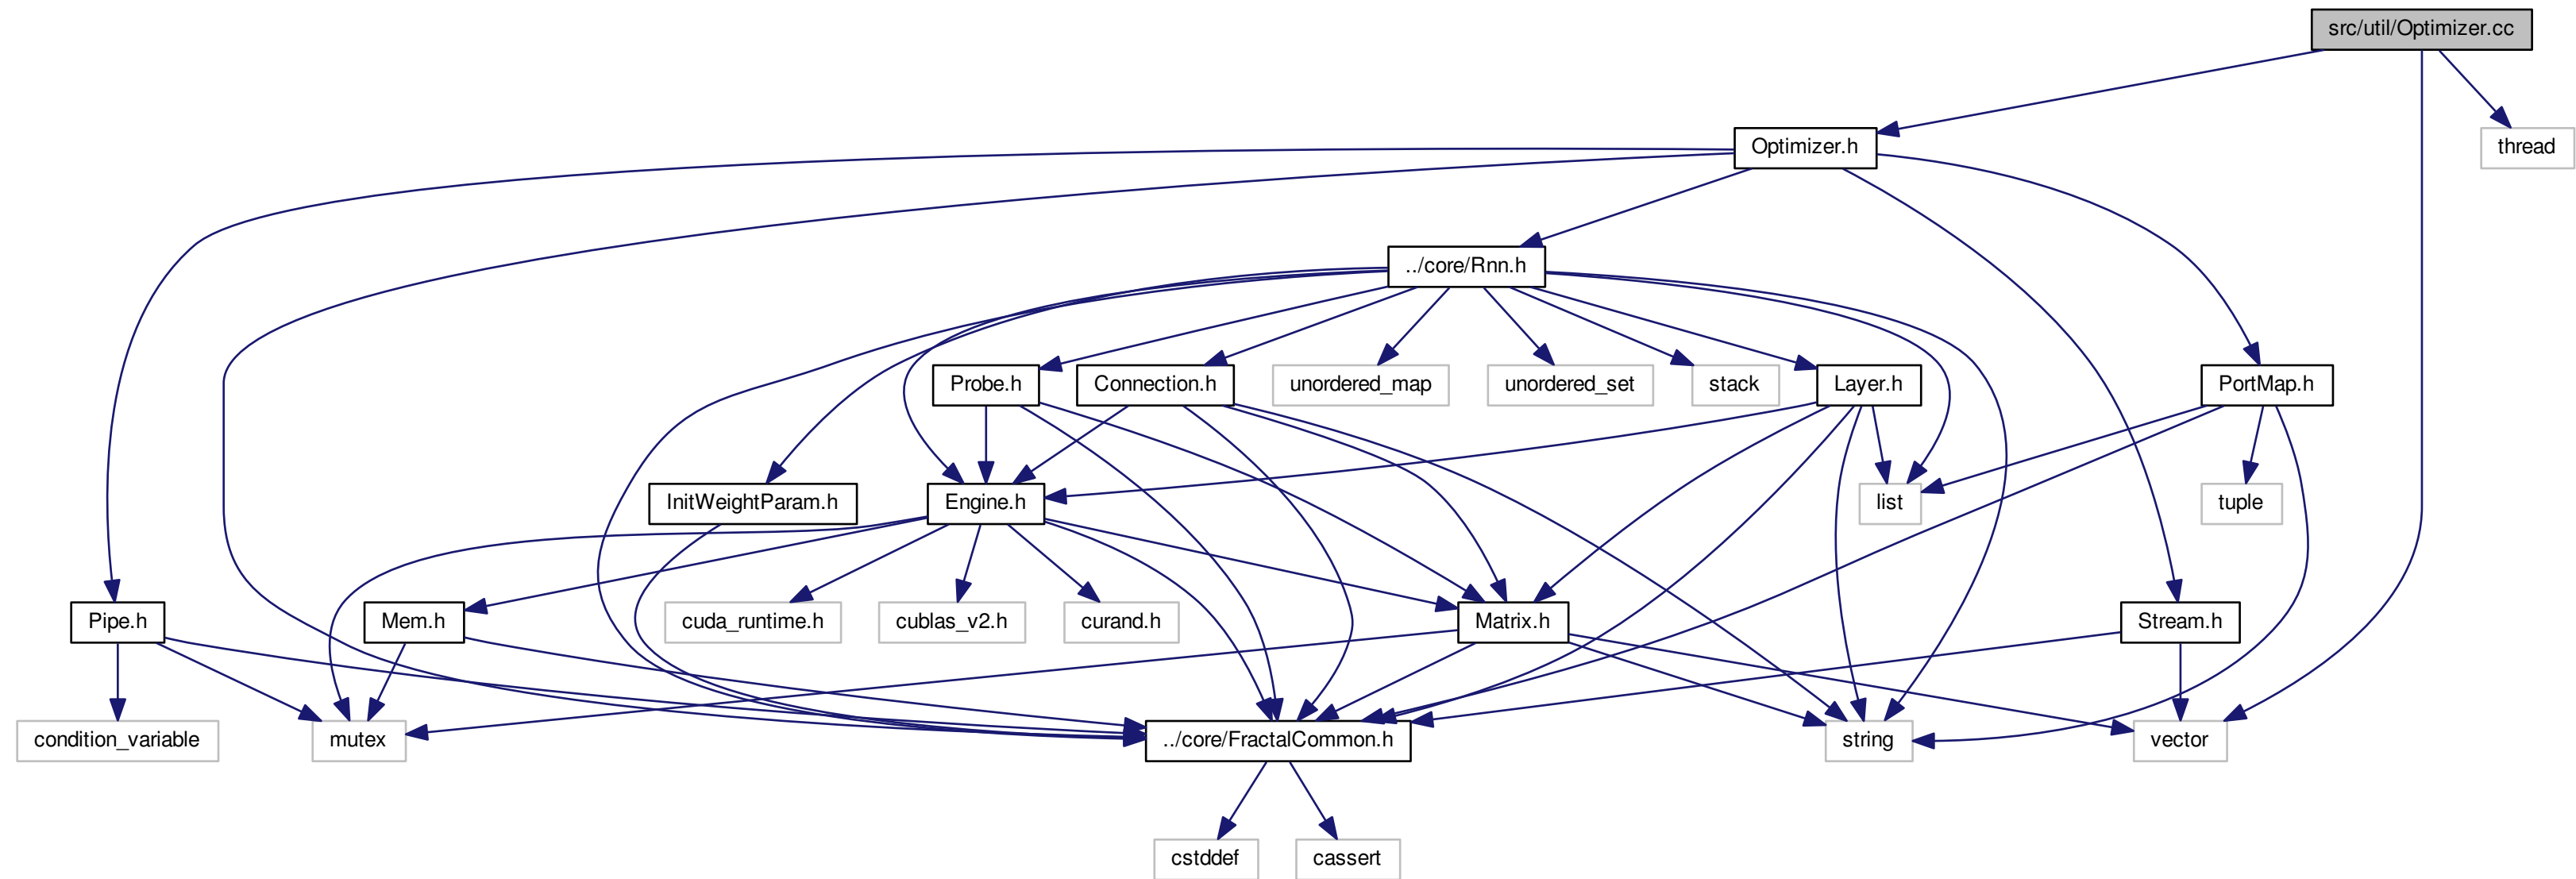 src/util/Optimizer.cc
Optimizer.h
thread
../core/Rnn.h
Probe.h
Connection.h
unordered_map
unordered_set
stack
Layer.h
PortMap.h
InitWeightParam.h
Engine.h
list
tuple
Pipe.h
Mem.h
cuda_runtime.h
cublas_v2.h
curand.h
Matrix.h
Stream.h
condition_variable
mutex
../core/FractalCommon.h
string
vector
cstddef
cassert